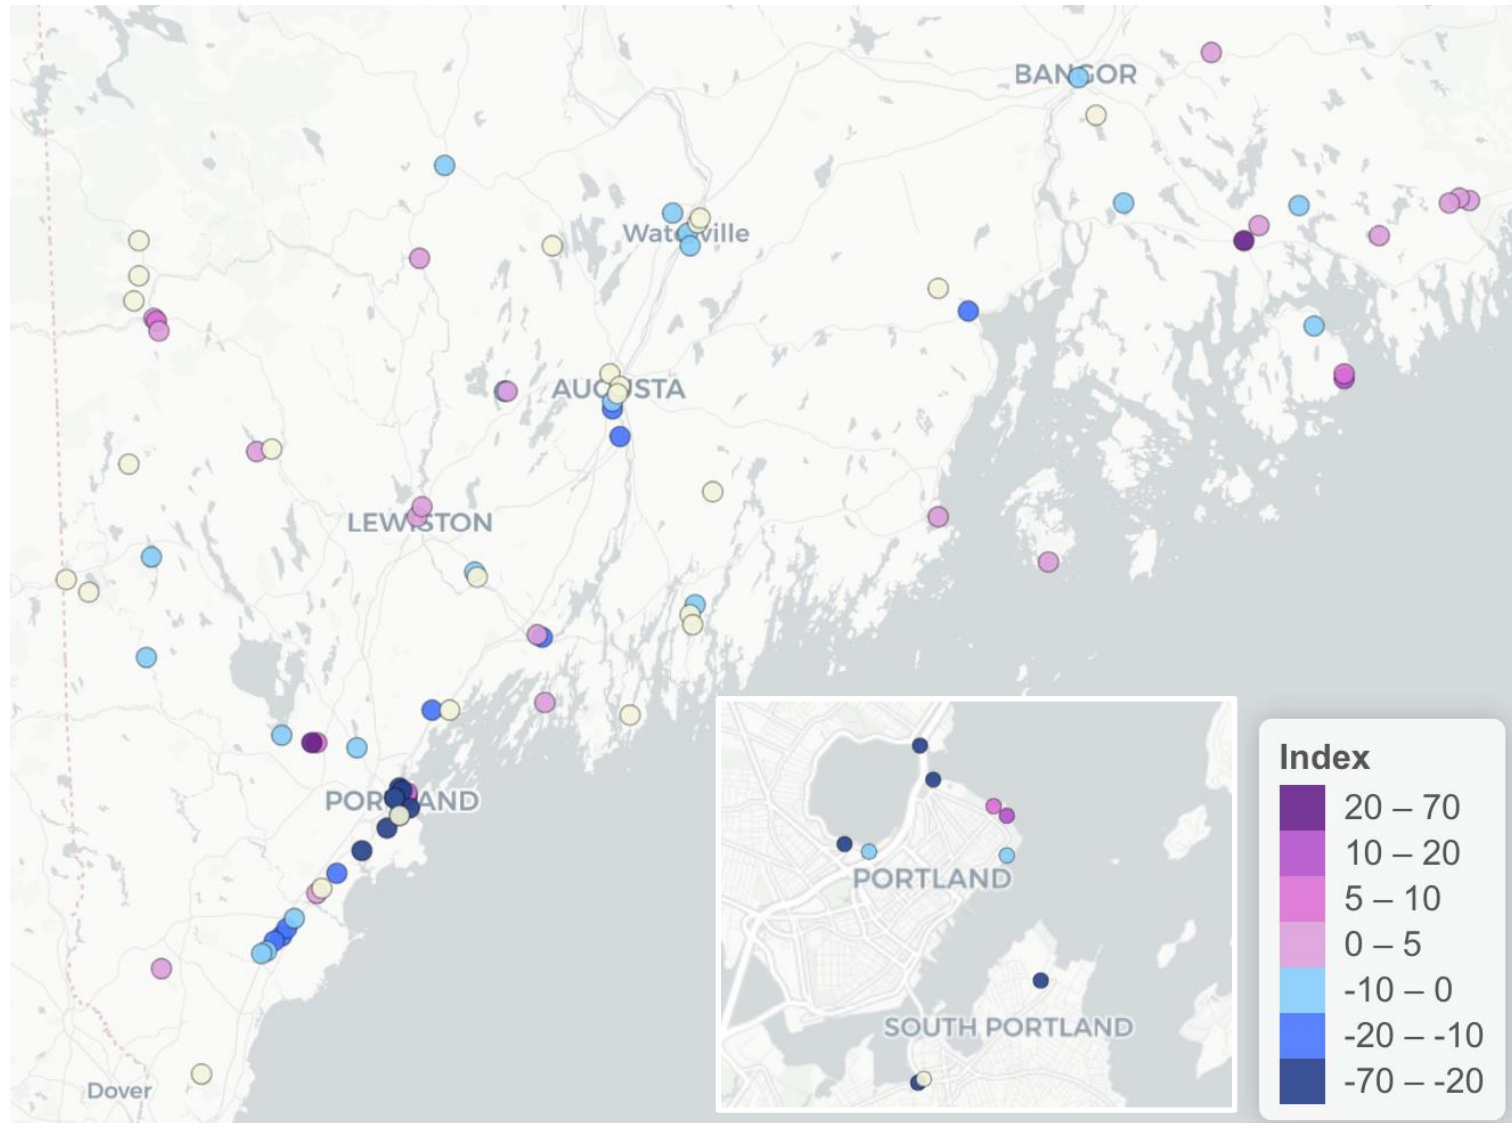 BANGOR
Waterville
AUGUSTA
LEWISTON
PORTLAND
Dover
PORTLAND
SOUTH PORTLAND
Index
20 – 70
10 – 20
5 – 10
0 – 5
-10 – 0
-20 – -10
-70 – -20